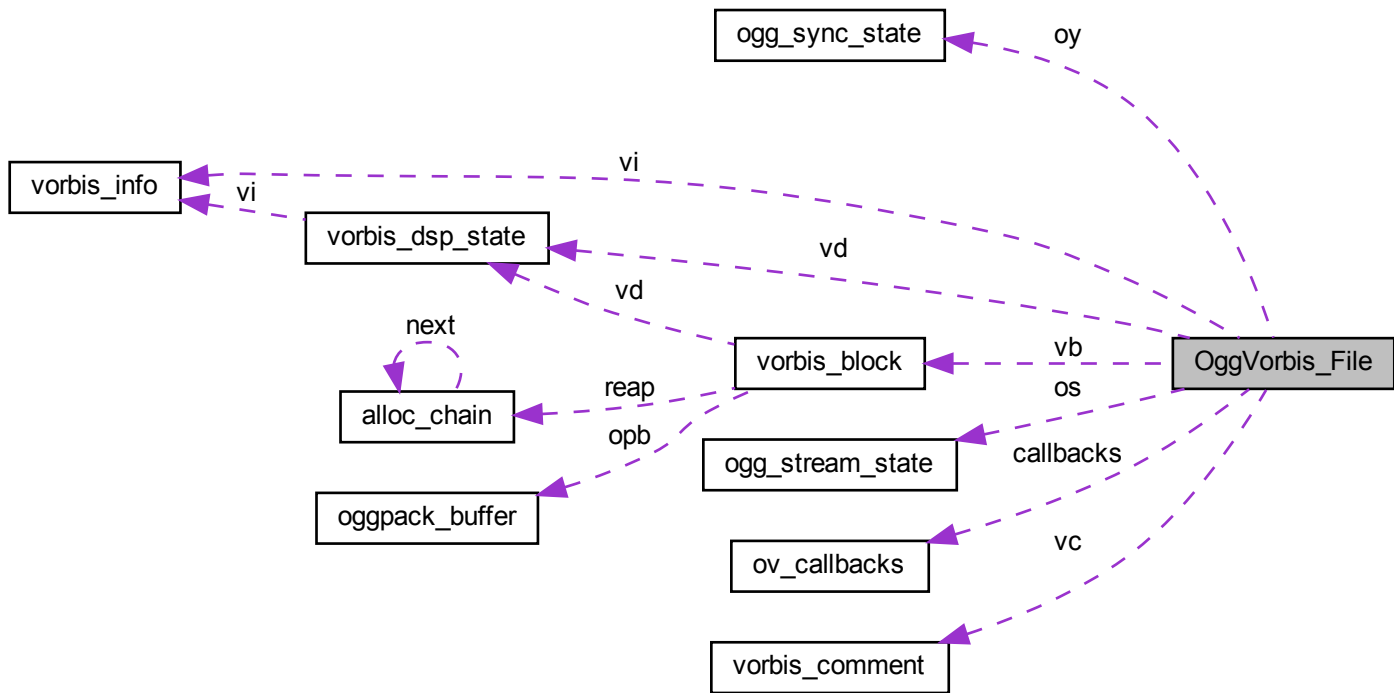 ogg_sync_state
oy
vi
vorbis_info
vi
vorbis_dsp_state
vd
vd
next
vorbis_block
vb
OggVorbis_File
reap
os
alloc_chain
opb
ogg_stream_state
callbacks
oggpack_buffer
ov_callbacks
vc
vorbis_comment